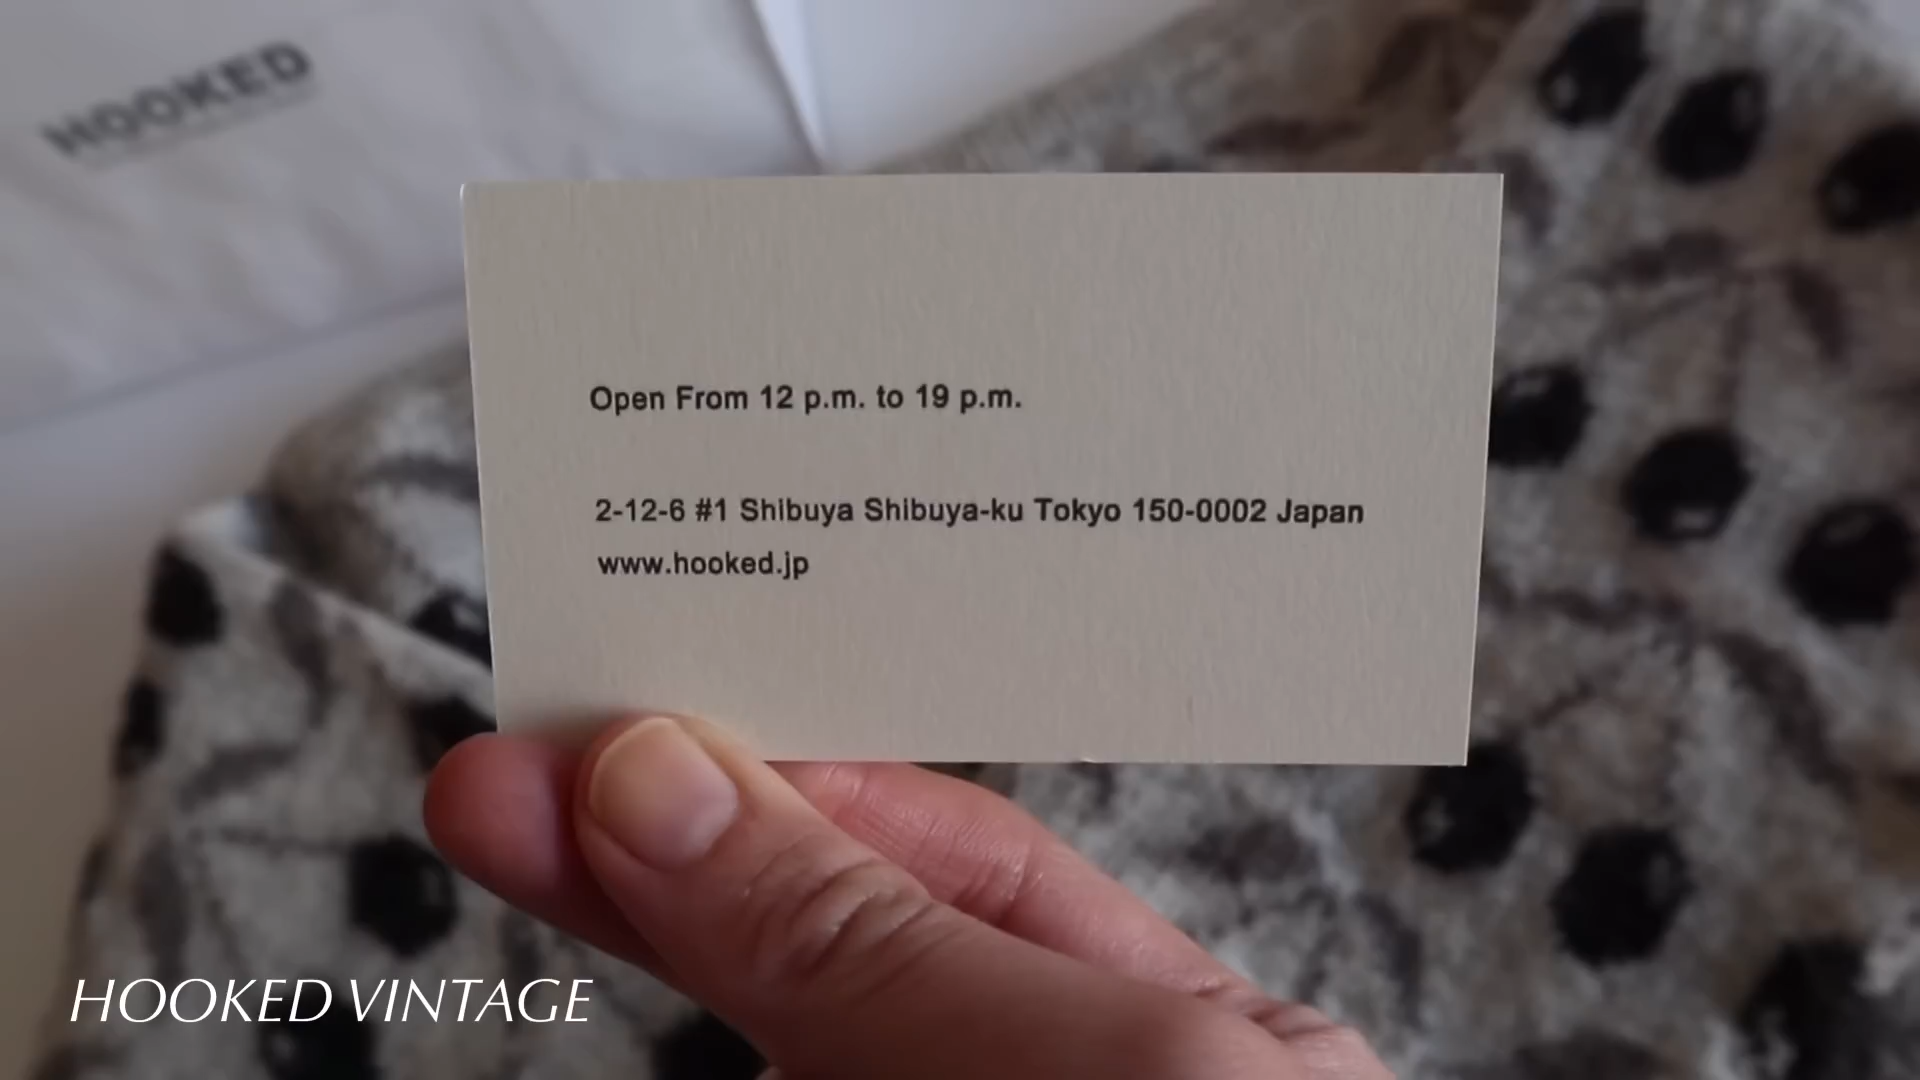 HOOKED
Open From 12 p.m. to 19 p.m.
2-12-6 #1 Shibuya Shibuya-ku Tokyo 150-0002 Japan
www.hooked.jp
HOOKED VINTAGE